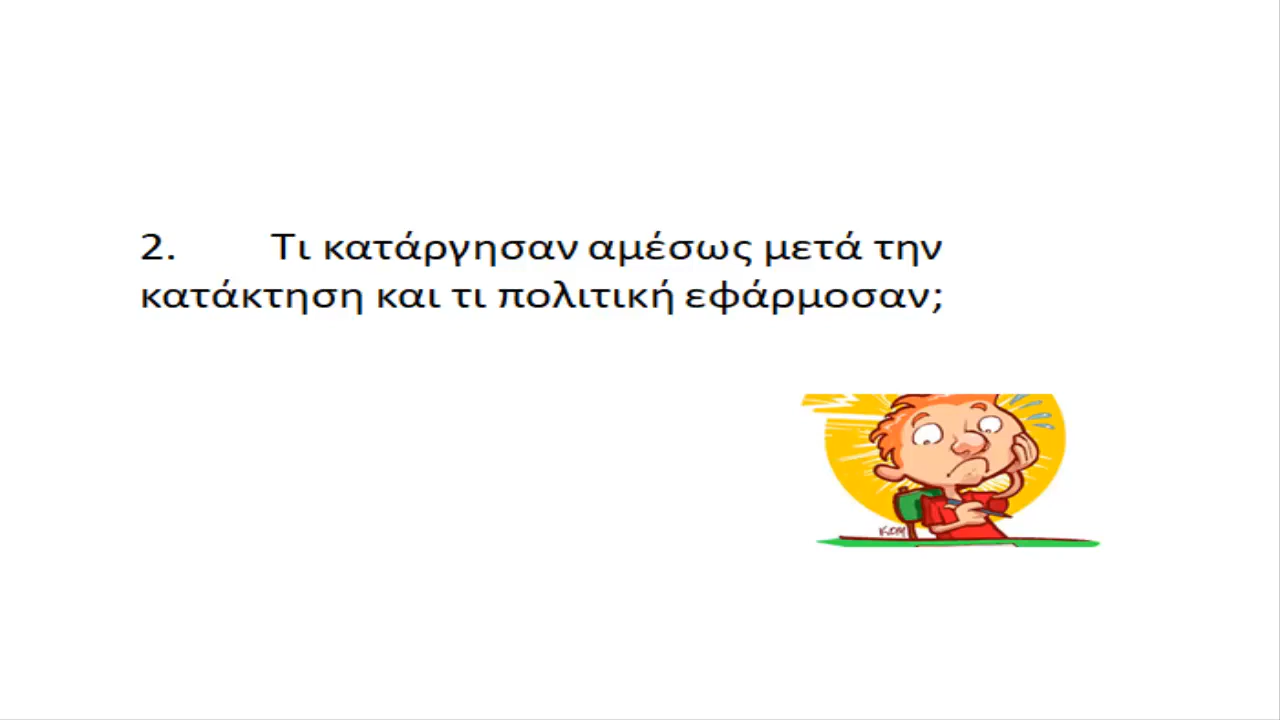 2. Τι κατάργησαν αμέσως μετά την
κατάκτηση και τι πολιτική εφάρμοσαν;